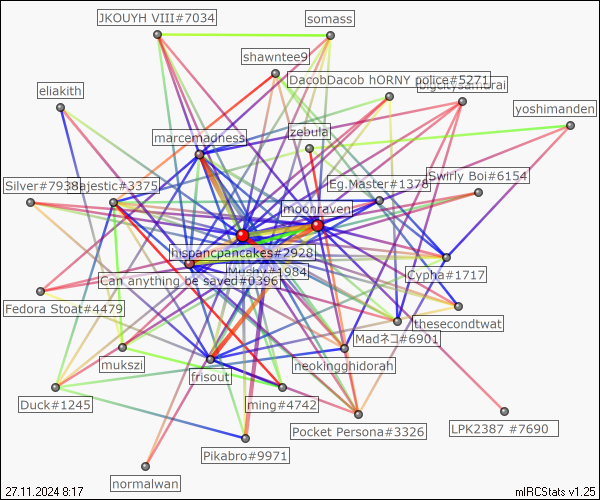 JKOUYH VIII#7034
somass
shawntee9
DacobDacob hORNY police#5271
bigcitysamurai
eliakith
yoshimanden
marcemadness
zebula
Swirly Boi#6154
Silver#7938
ajestic#3375
Eg.Master#1378
moonraven
hispancpancakes#2928
Muchy#1984
Can anything be saved#0396
Cypha#1717
Fedora Stoat#4479
thesecondtwat
Madネコ#6901
mukszi
neokingghidorah
frisout
Duck#1245
ming#4742
Pocket Persona#3326
LPK2387 #7690
Pikabro#9971
normalwan
27.11.2024 8:17
mIRCStats v1.25